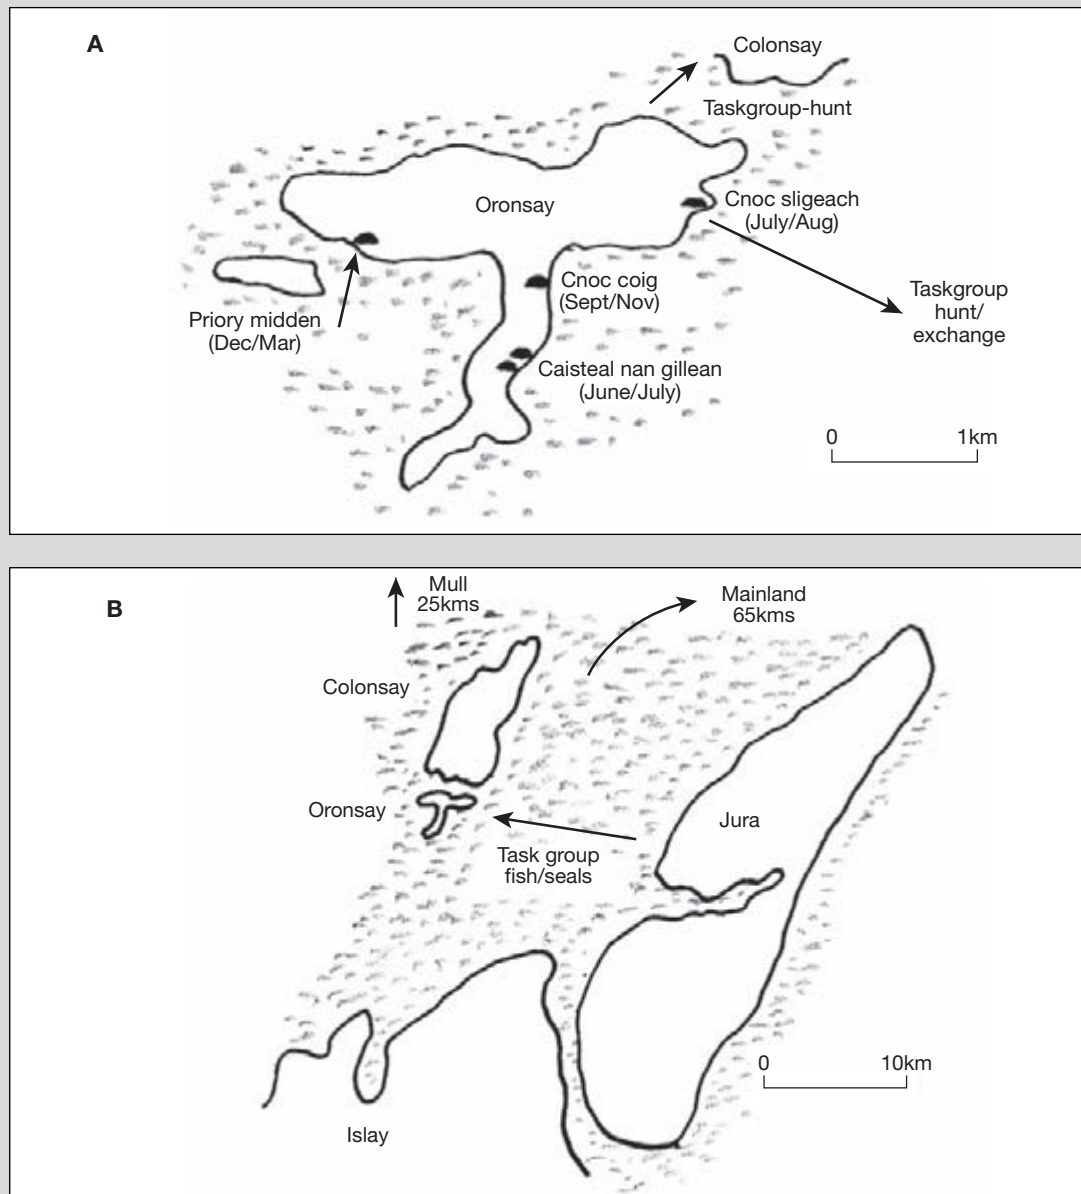 A
Colonsay
Taskgroup-hunt
Oronsay
Cnoc sligeach
(July/Aug)
Cnoc coig
(Sept/Nov)
Taskgroup
hunt/
exchange
Priory midden
(Dec/Mar)
Caisteal nan gillean
(June/July)
0 1km
B
Mull
25kms
Mainland
65kms
Colonsay
Oronsay
Jura
Task group
fish/seals
0 10km
Islay